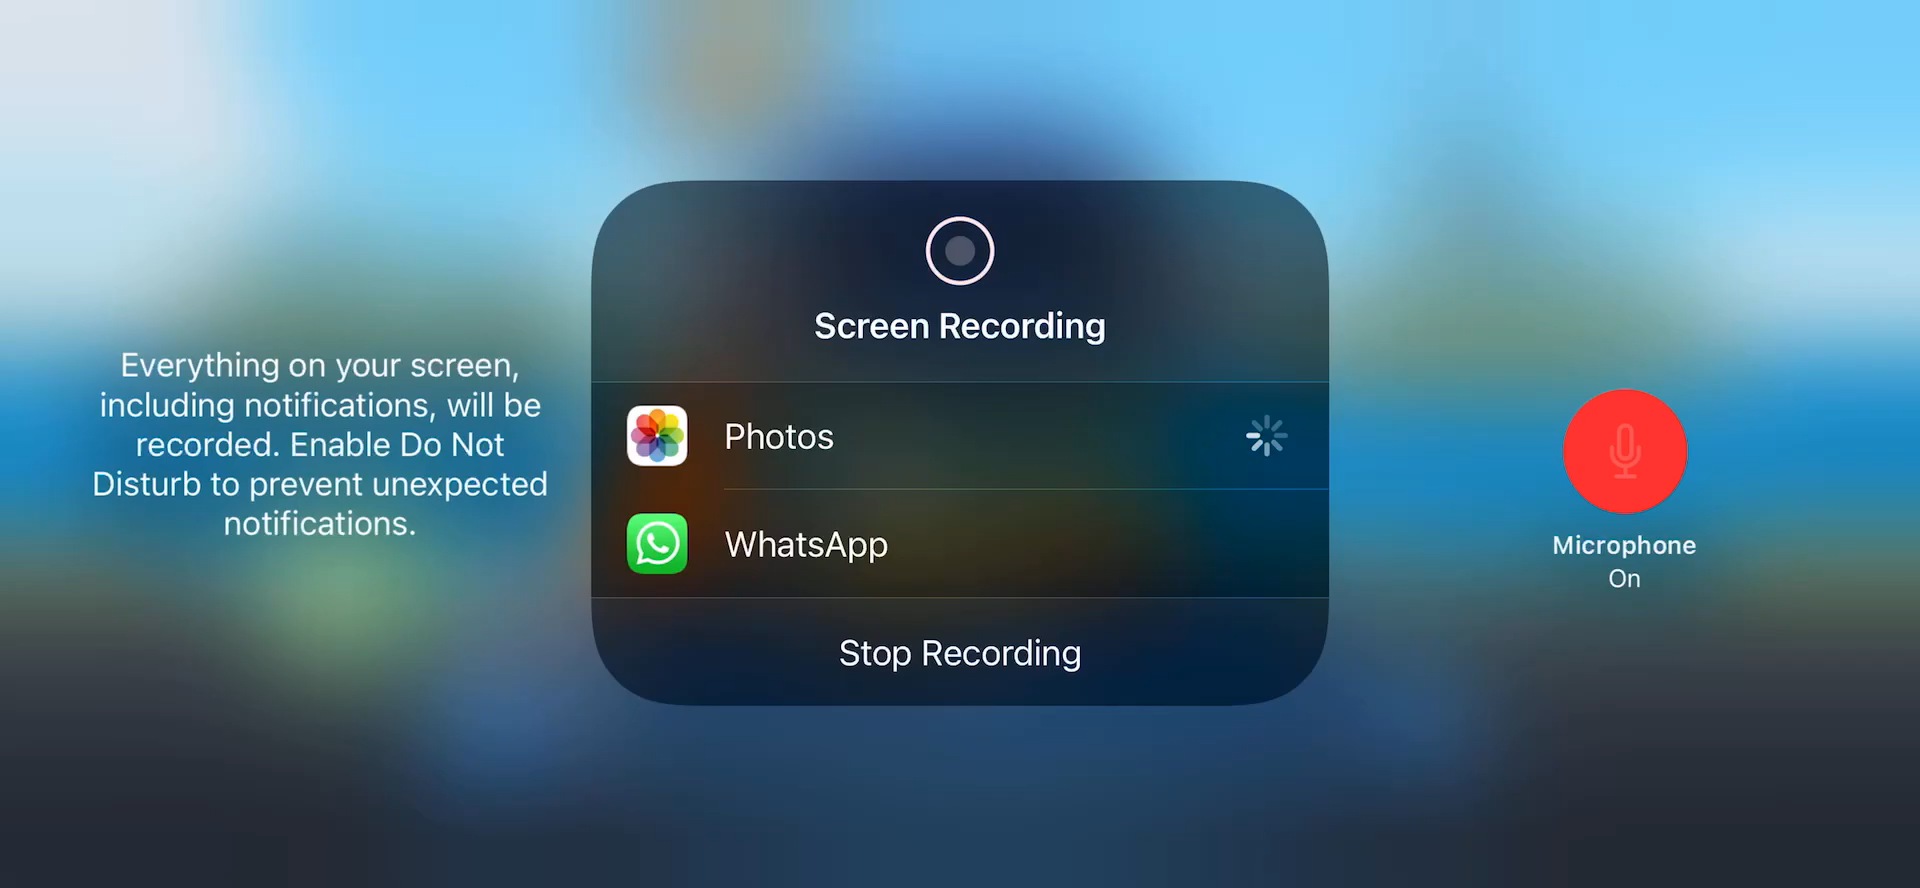 Everything on your screen,
including notifications, will be
recorded. Enable Do Not
Disturb to prevent unexpected
notifications.
Screen Recording
Photos
WhatsApp
Stop Recording
Microphone
On